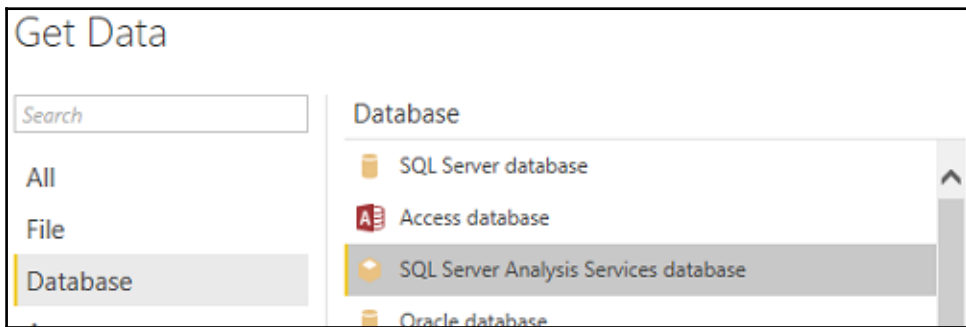 Get Data
Search
All
File
Database
Database
SQL Server database
Access database
SQL Server Analysis Services database
Oracle database